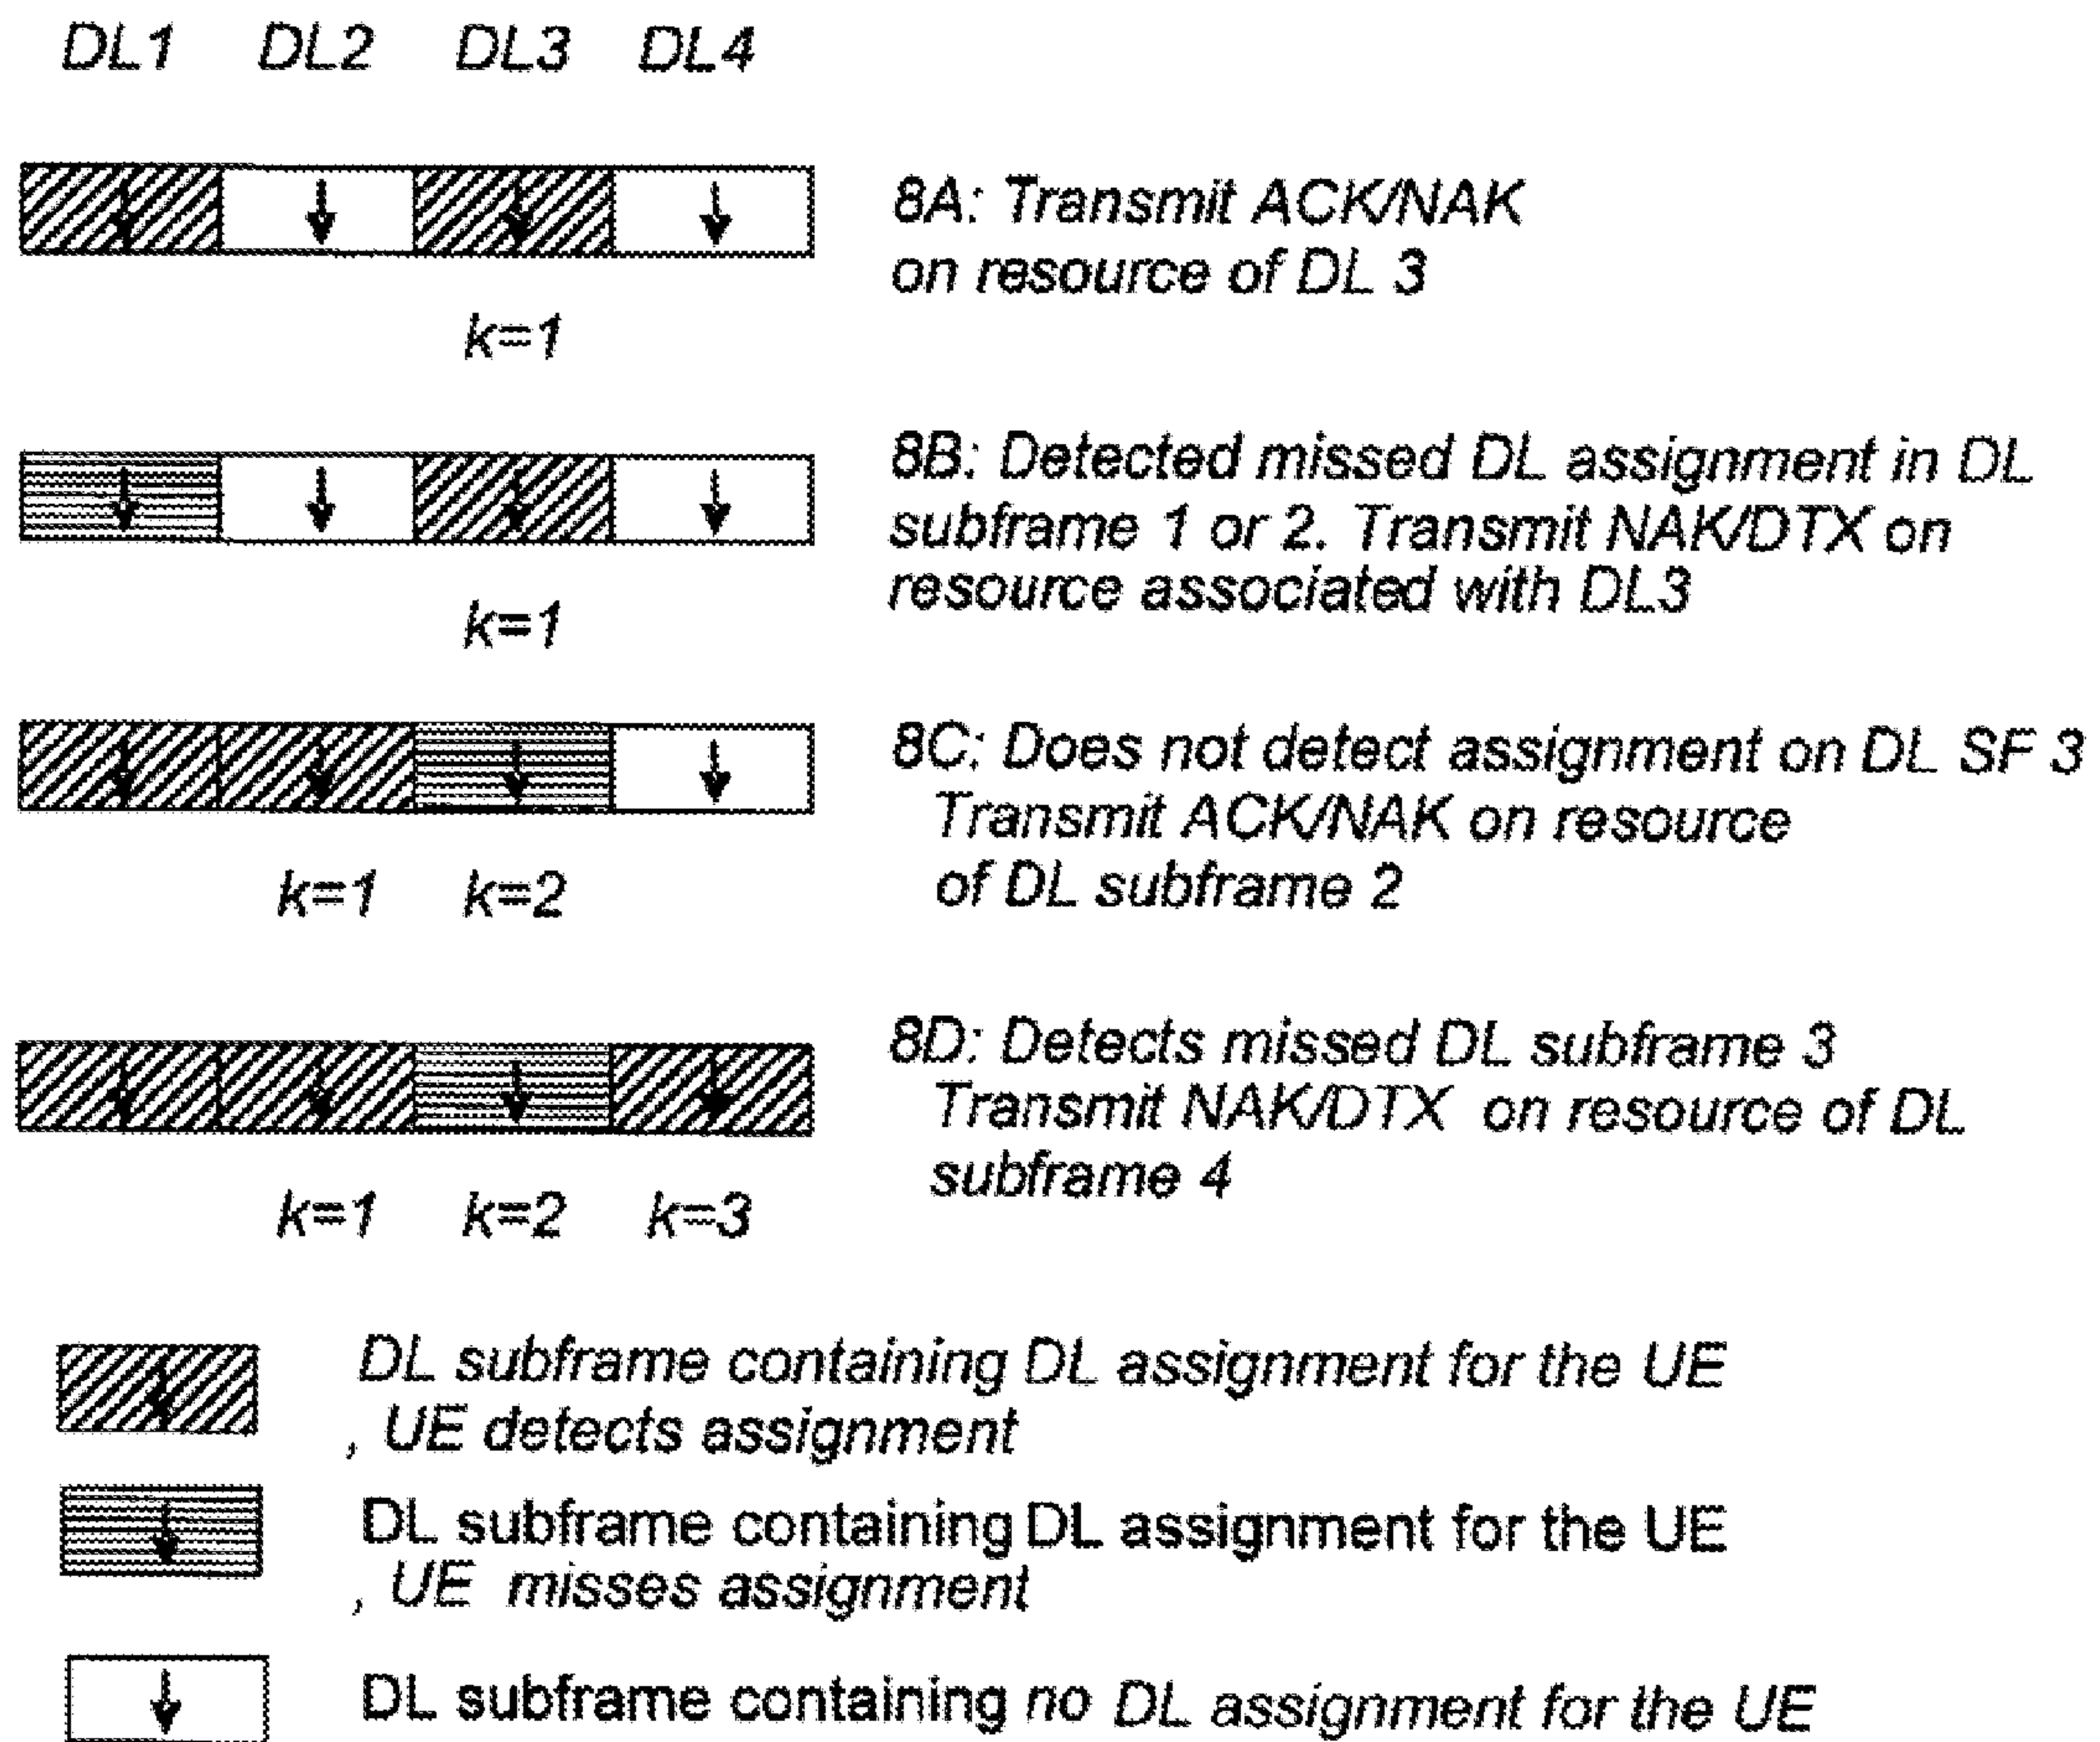 DL1 DL2 DL3 DL4
8A: Transmit ACK/NAK
on resource of DL 3
k=1
8B: Detected missed DL assignment in DL
subframe 1 or 2. Transmit NAK/DTX on
resource associated with DL3
k=1
8C: Does not detect assignment on DL SF 3
Transmit ACK/NAK on resource
of DL subframe 2
k=1 k=2
8D: Detects missed DL subframe 3
Transmit NAK/DTX on resource of DL
subframe 4
k=1 k=2 k=3
DL subframe containing DL assignment for the UE
, UE detects assignment
DL subframe containing DL assignment for the UE
, UE misses assignment
DL subframe containing no DL assignment for the UE